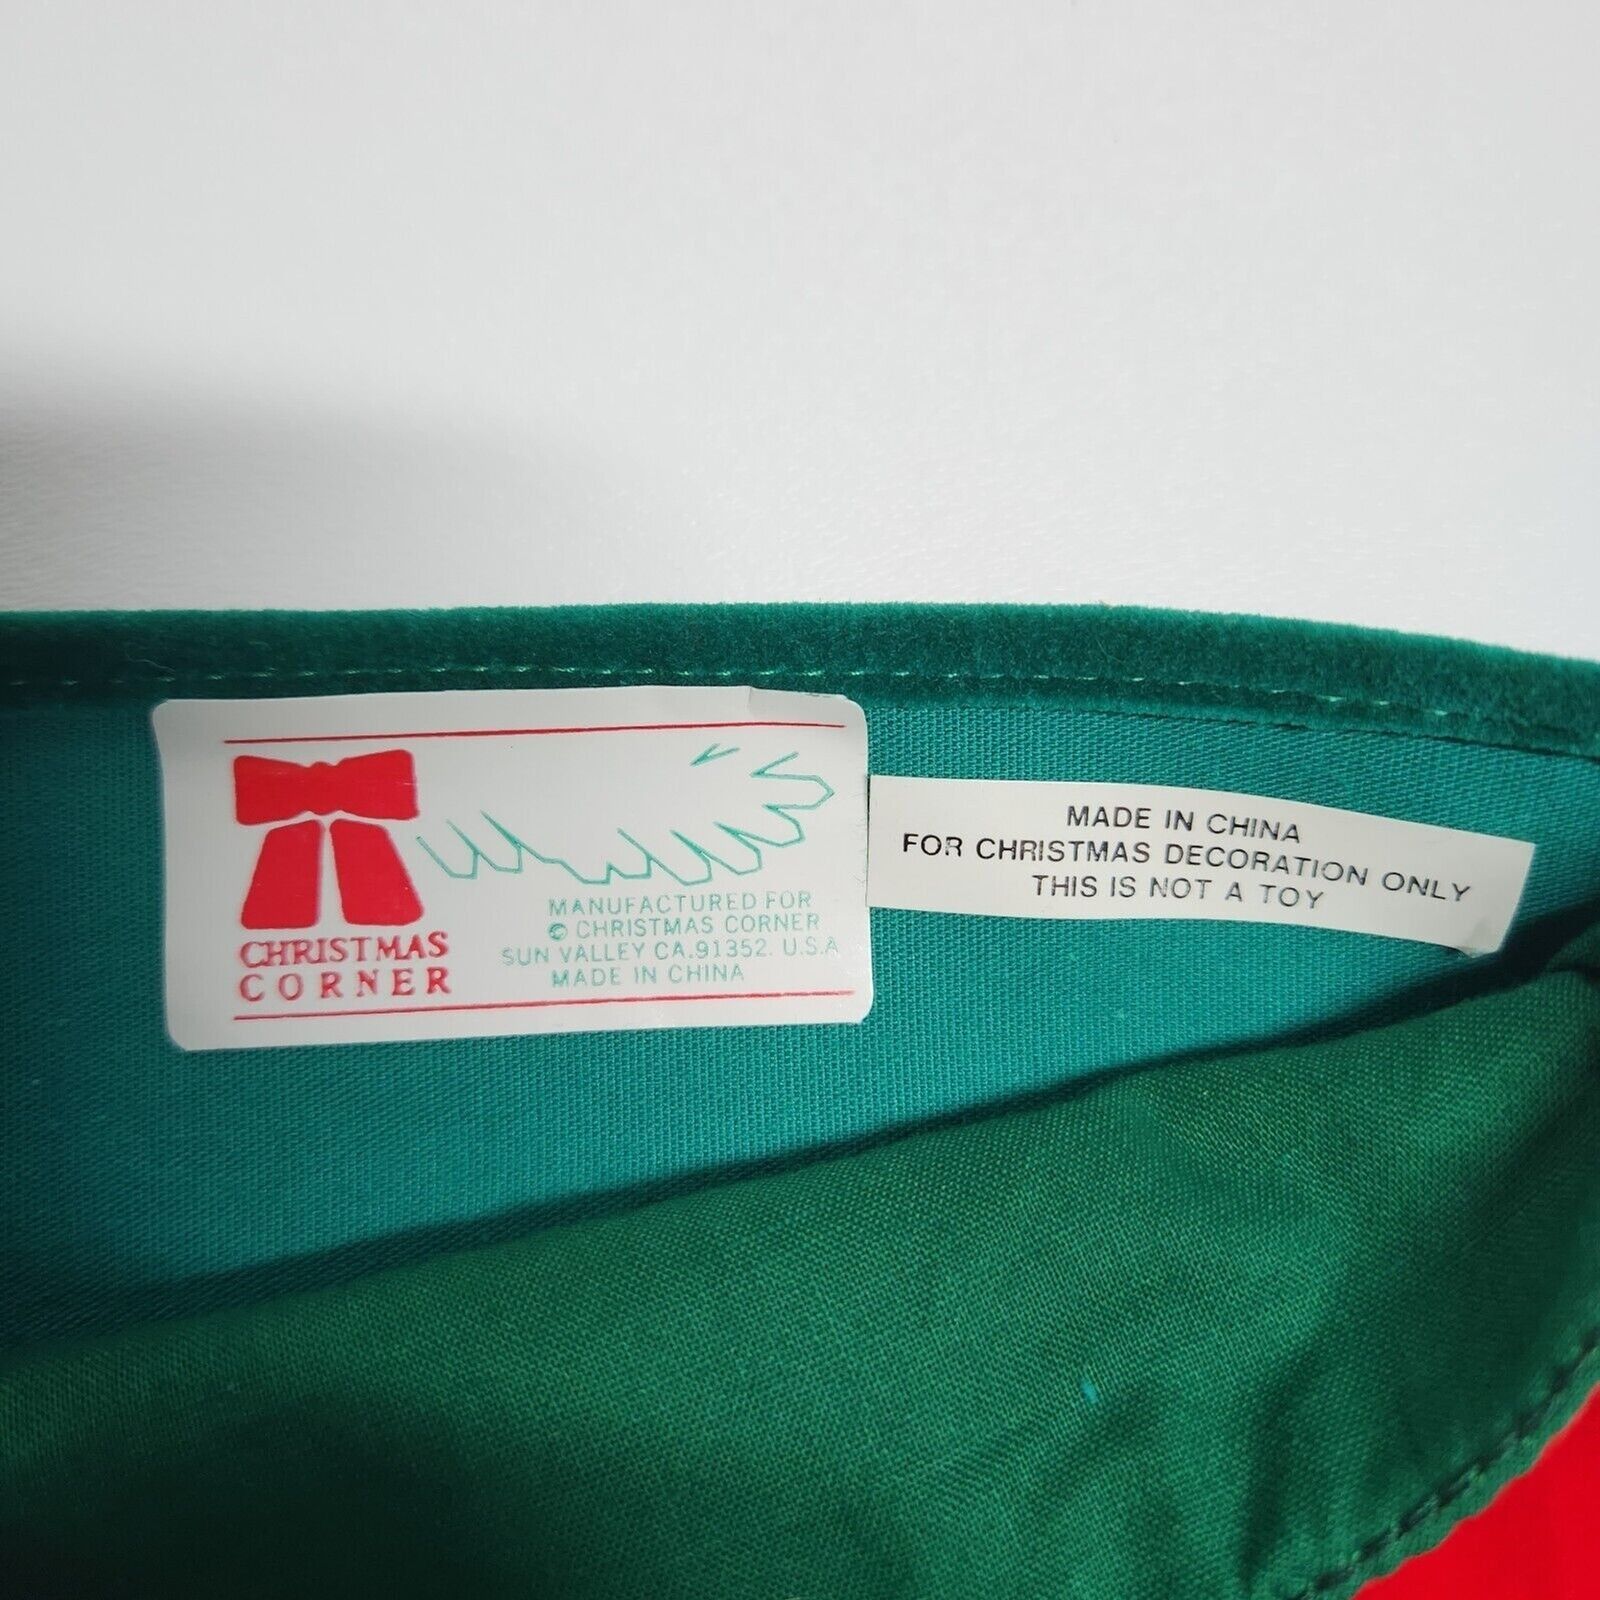 CHRISTMAS
CORNER
MANUFACTURED FOR
© CHRISTMAS CORNER
SUN VALLEY CA.91352. U.S.A
MADE IN CHINA
MADE IN CHINA
FOR CHRISTMAS DECORATION ONLY
THIS IS NOT A TOY